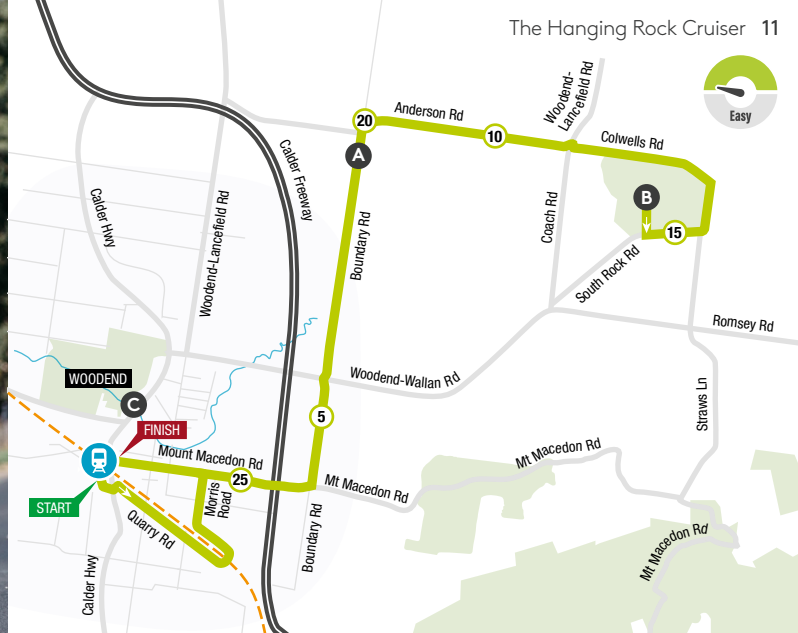 The Hanging Rock Cruiser 11
Easy
Woodend-
Lancefield Rd
20
Anderson Rd
10
Colwells Rd
A
Calder Freeway
B
Calder Hwy
Woodend-Lancefield Rd
Boundary Rd
Coach Rd
15
South Rock Rd
Romsey Rd
WOODEND
Woodend-Wallan Rd
Straws Ln
C
5
FINISH
Mount Macedon Rd
Mt Macedon Rd
25
Mt Macedon Rd
START
Morris
Road
Quarry Rd
Boundary Rd
Mt Macedon Rd
Calder Hwy